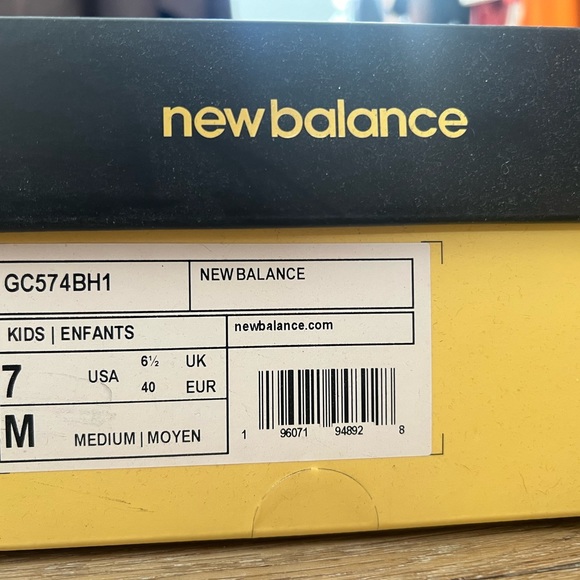 newbalance
GC574BH1
NEW BALANCE
KIDS | ENFANTS
newbalance.com
7 USA 6½ UK
40 EUR
M MEDIUM | MOYEN
1 96071 94892 8